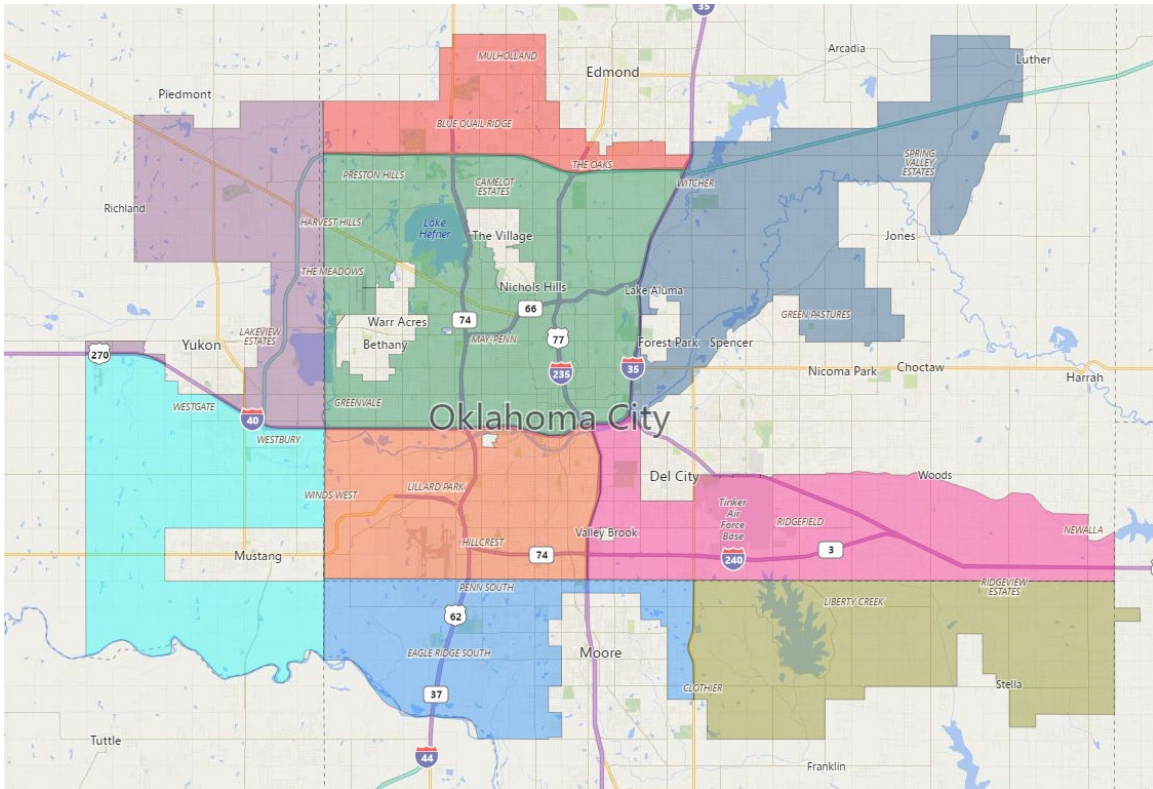 35
Arcadia
MULHOLLAND
Luther
Edmond
Piedmont
BLUE QUAIL RIDGE
THE OAKS
SPRING
VALLEY
ESTATES
PRESTON HILLS
CAMELOT
ESTATES
WITCHER
Richland
HARVEST HILLS
Lake
Hefner
The Village
Jones
THE MEADOWS
Nichols Hills
Lake Aluma
66
GREEN PASTURES
Warr Acres
74
LAKEVIEW
ESTATES
MAY-PENN
77
Yukon
Bethany
Forest Park
Spencer
270
235
35
Nicoma Park
Choctaw
Harrah
WESTGATE
GREENVALE
40
Oklahoma City
WESTBURY
Del City
Woods
LILLARD PARK
WINDS WEST
Tinker
Air
Force
Base
RIDGEFIELD
NEWALLA
Valley Brook
HILLCREST
74
3
Mustang
240
RIDGEVIEW
ESTATES
PENN SOUTH
LIBERTY CREEK
62
EAGLE RIDGE SOUTH
Moore
37
CLOTHIER
Stella
Tuttle
44
Franklin